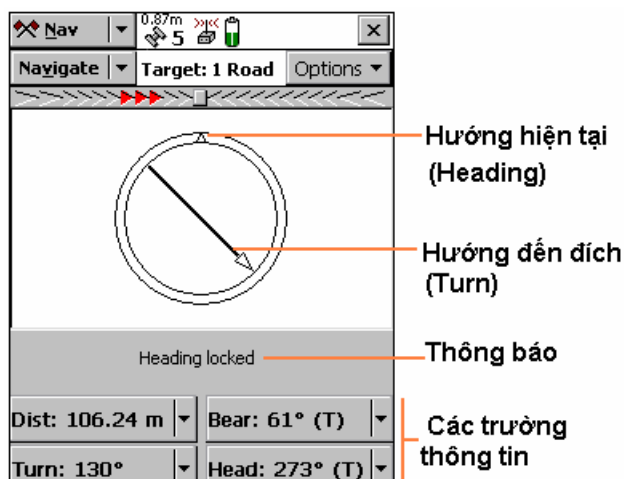 Nav
0.87m
5
Navigate
Target: 1 Road
Options
Hướng hiện tại
(Heading)
Hướng đến đích
(Turn)
Heading locked
Thông báo
Dist: 106.24 m
Bear: 61° (T)
Turn: 130°
Head: 273° (T)
Các trường
thông tin